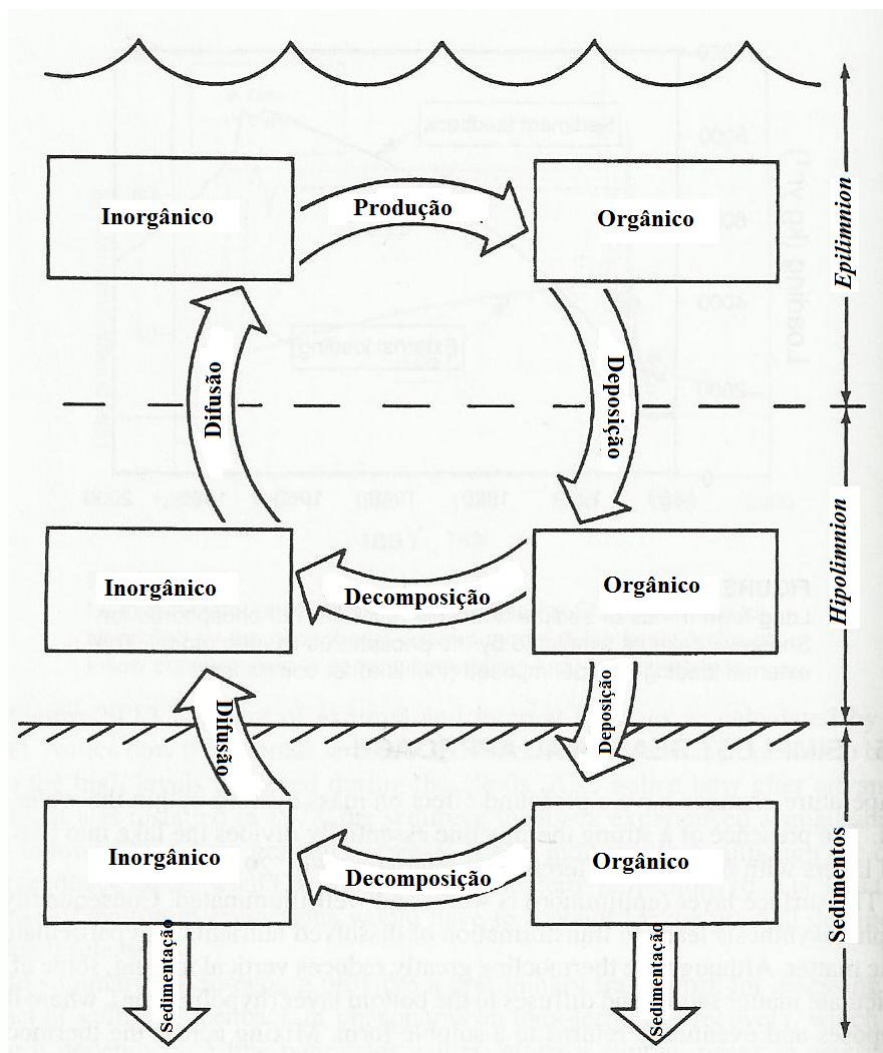 Inorgânico
Produção
Orgânico
Epilimnion
Difusão
Deposição
Inorgânico
Decomposição
Orgânico
Hipolimnion
Difusão
Deposição
Inorgânico
Decomposição
Orgânico
Sedimentos
Sedimentação
Sedimentação